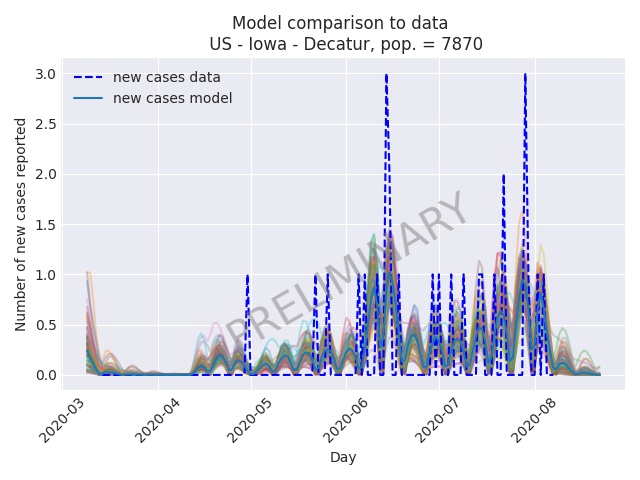 Model comparison to data
US - Iowa - Decatur, pop. = 7870
new cases data
new cases model
PRELIMINARY
Number of new cases reported
3.0
2.5
2.0
1.5
1.0
0.5
0.0
2020-03
2020-04
2020-05
2020-06
2020-07
2020-08
Day